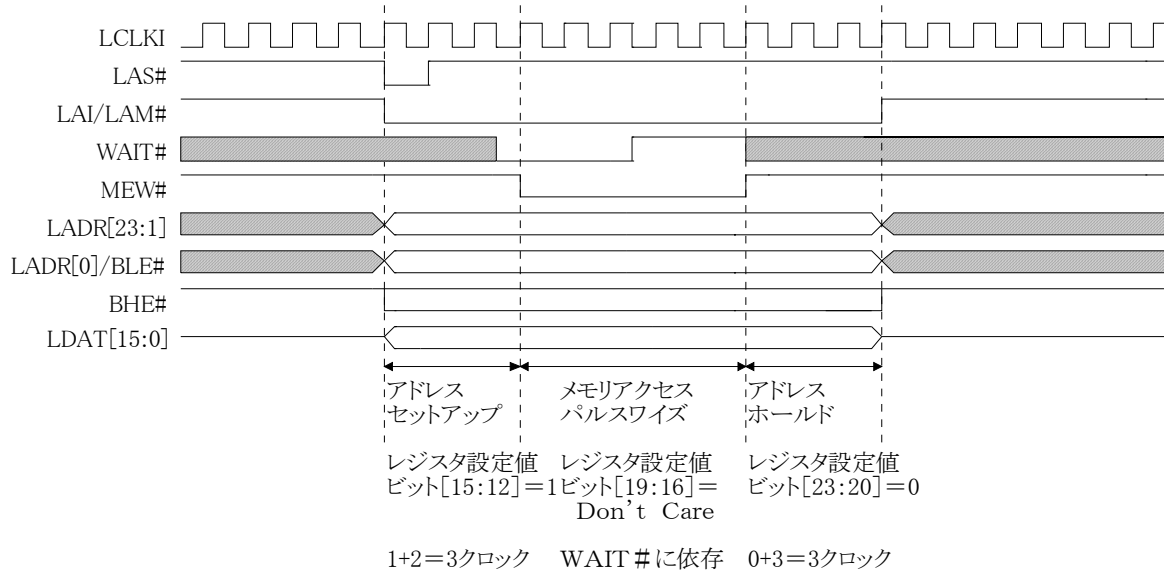 LCLKI
LAS#
LAI/LAM#
WAIT#
MEW#
LADR[23:1]
LADR[0]/BLE#
BHE#
LDAT[15:0]
アドレス
セットアップ
メモリアクセス
パルスワイズ
アドレス
ホールド
レジスタ設定値
ビット[15:12]=1
レジスタ設定値
ビット[19:16]=
Don't Care
レジスタ設定値
ビット[23:20]=0
1+2=3クロック
WAIT#に依存
0+3=3クロック